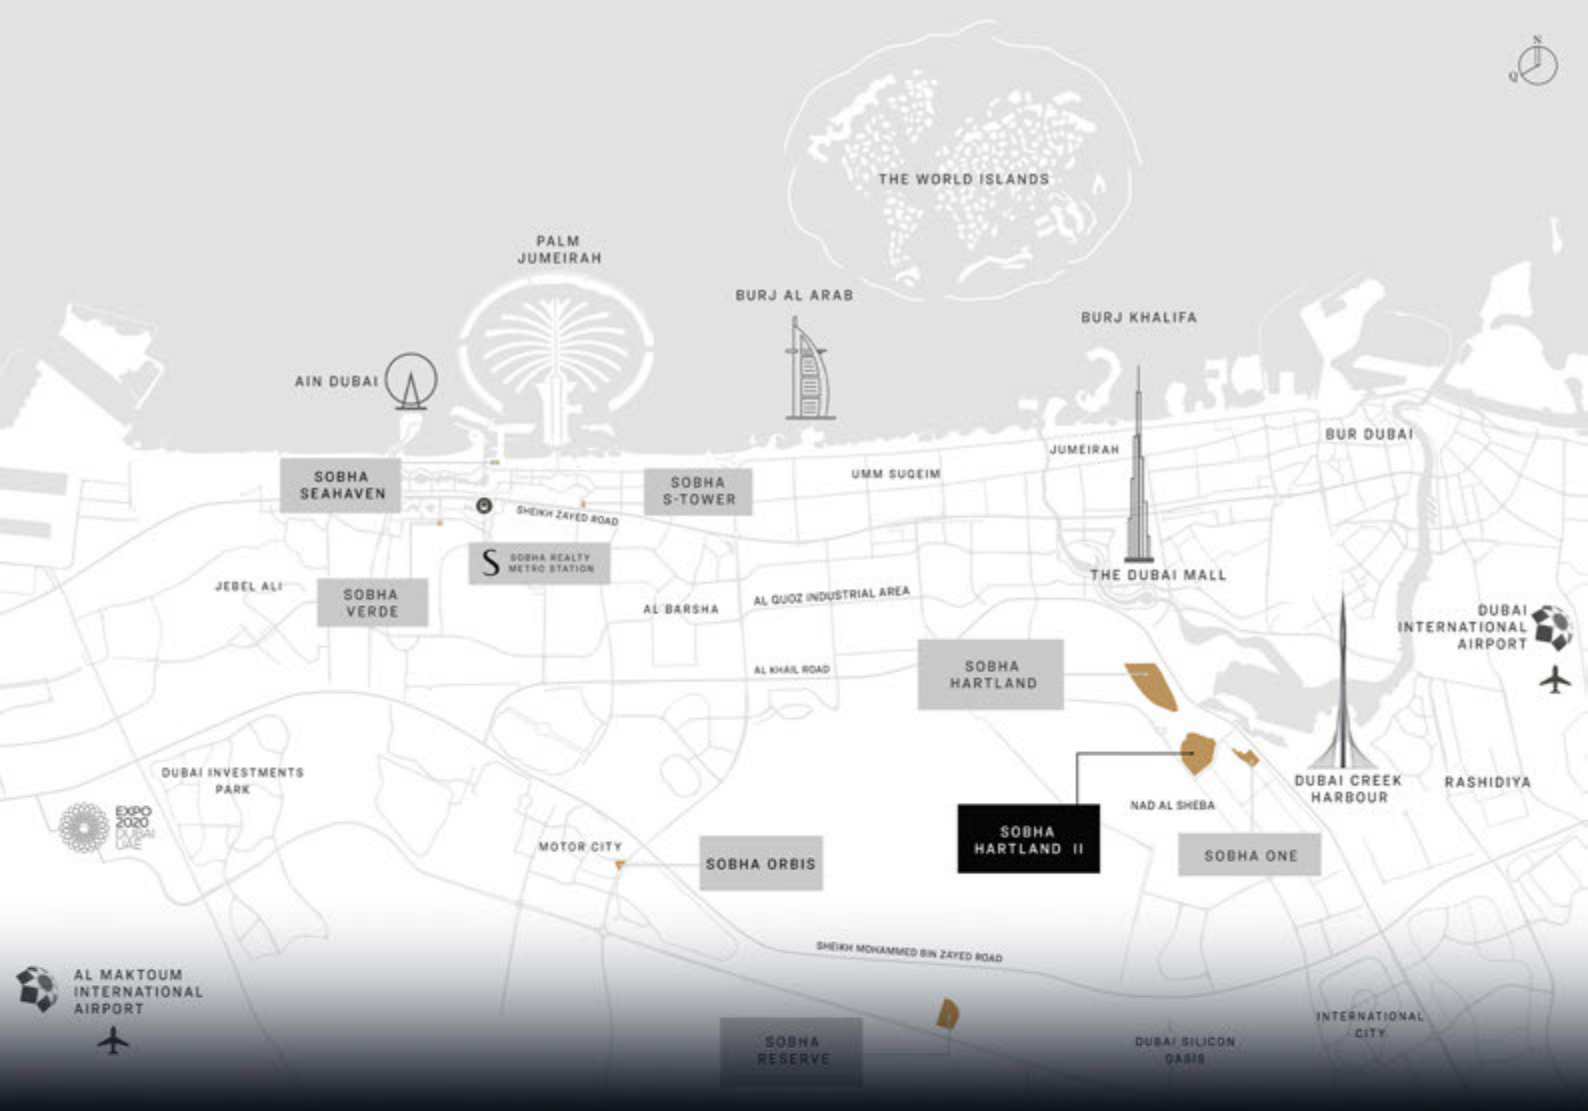 N
Q
THE WORLD ISLANDS
PALM
JUMEIRAH
BURJ AL ARAB
BURJ KHALIFA
AIN DUBAI
BUR DUBAI
JUMEIRAH
SOBHA
SEAHAVEN
SOBHA
S-TOWER
UMM SUGEIM
SHEIKH ZAYED ROAD
S
SOBHA REALTY
METRO STATION
THE DUBAI MALL
JEBEL ALI
SOBHA
VERDE
AL BARSHA
AL QUOZ INDUSTRIAL AREA
DUBAI
INTERNATIONAL
AIRPORT
AL KHAIL ROAD
SOBHA
HARTLAND
DUBAI INVESTMENTS
PARK
DUBAI CREEK
HARBOUR
RASHIDIYA
NAD AL SHEBA
EXPO
2020
DUBAI
UAE
SOBHA
HARTLAND II
MOTOR CITY
SOBHA ORBIS
SOBHA ONE
SHEIKH MOHAMMED BIN ZAYED ROAD
AL MAKTOUM
INTERNATIONAL
AIRPORT
INTERNATIONAL
CITY
SOBHA
RESERVE
DUBAI SILICON
OASIS